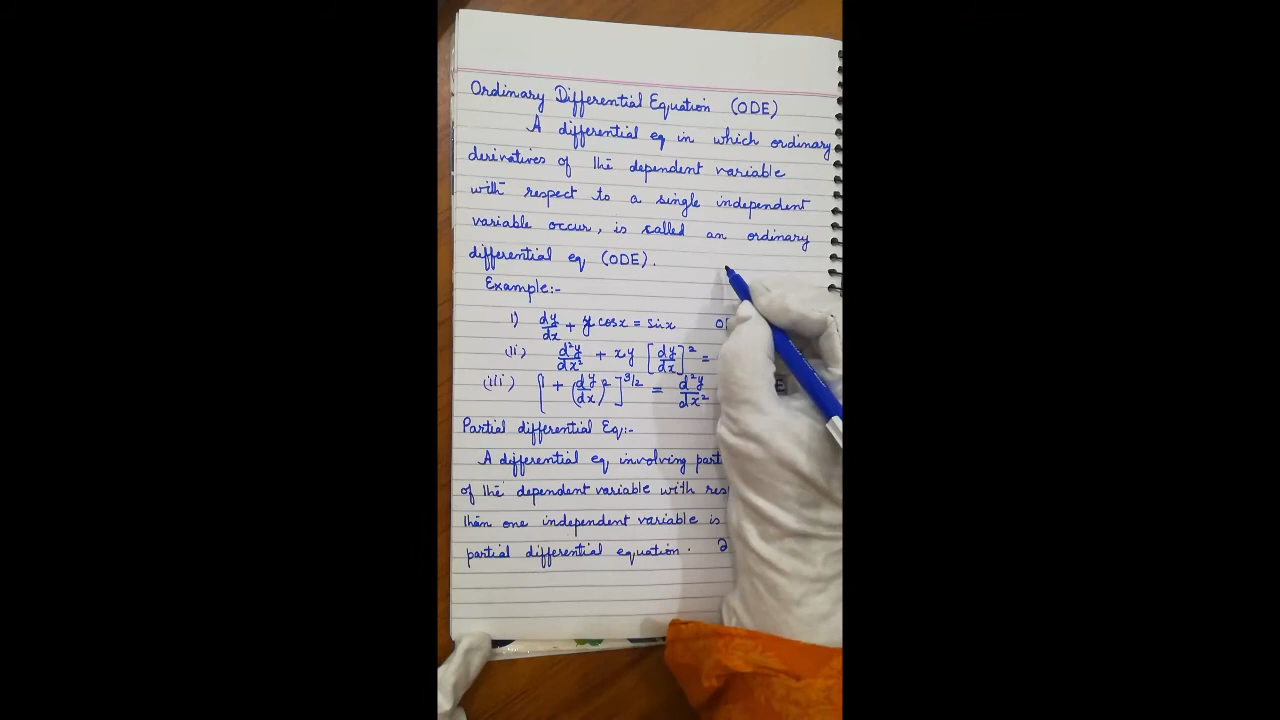 Ordinary Differential Equation (ODE)
A differential eq in which ordinary
derivatives of the dependent variable
with respect to a single independent
variable occur, is called an ordinary
differential eq (ODE).
Example:-
i) dy/dx + y cosx = sinx
(ii) d²y/dx² + xy [dy/dx]² =
(iii) [1 + (dy/dx)²]^3/2 = d²y/dx²
Partial differential Eq:-
A differential eq involving part
of the dependent variable with res
than one independent variable is
partial differential equation. ∂